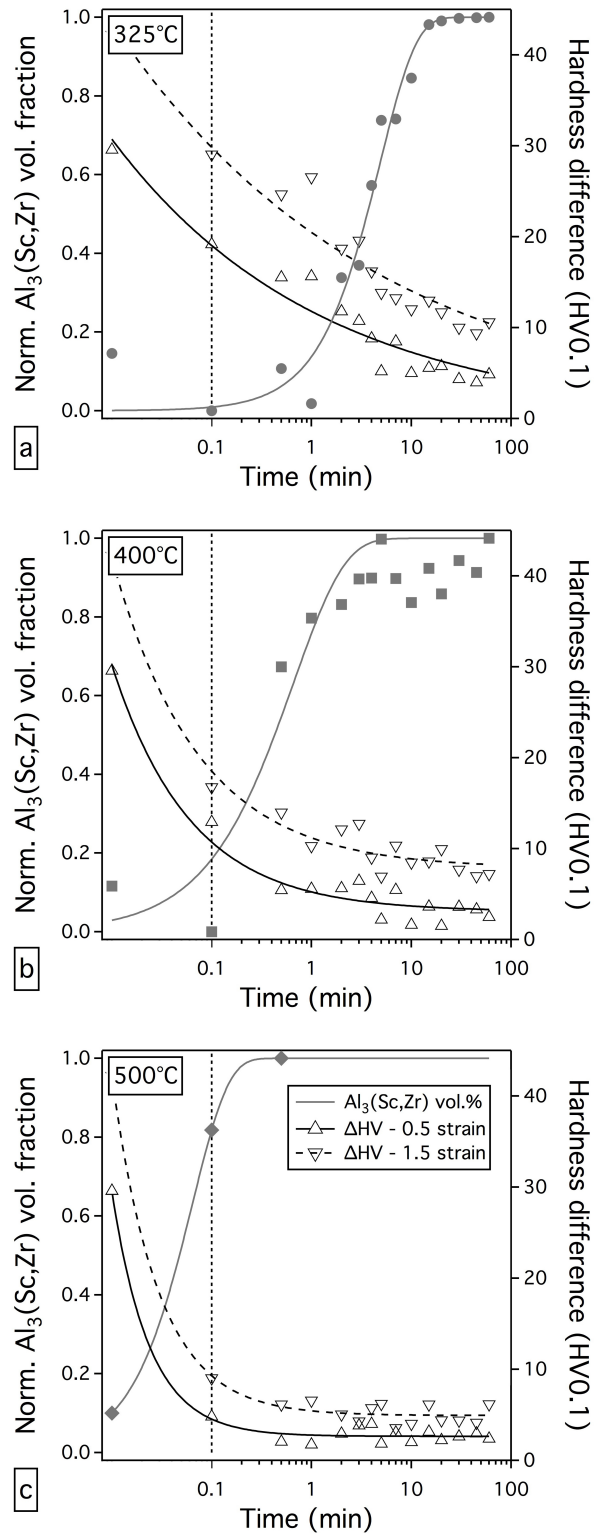 325°C
1.0
0.8
0.6
0.4
0.2
0.0
Norm. Al3(Sc,Zr) vol. fraction
40
30
20
10
0
Hardness difference (HV0.1)
0.1 1 10 100
Time (min)
a
400°C
1.0
0.8
0.6
0.4
0.2
0.0
Norm. Al3(Sc,Zr) vol. fraction
40
30
20
10
0
Hardness difference (HV0.1)
0.1 1 10 100
Time (min)
b
500°C
1.0
0.8
0.6
0.4
0.2
0.0
Norm. Al3(Sc,Zr) vol. fraction
Al3(Sc,Zr) vol.%
ΔHV - 0.5 strain
ΔHV - 1.5 strain
40
30
20
10
0
Hardness difference (HV0.1)
0.1 1 10 100
Time (min)
c